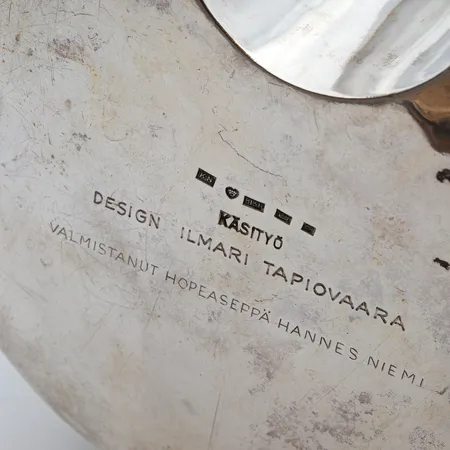 KÄSITYÖ
DESIGN ILMARI TAPIOVAARA
VALMISTANUT HOPEASEPPÄ HANNES NIEMI